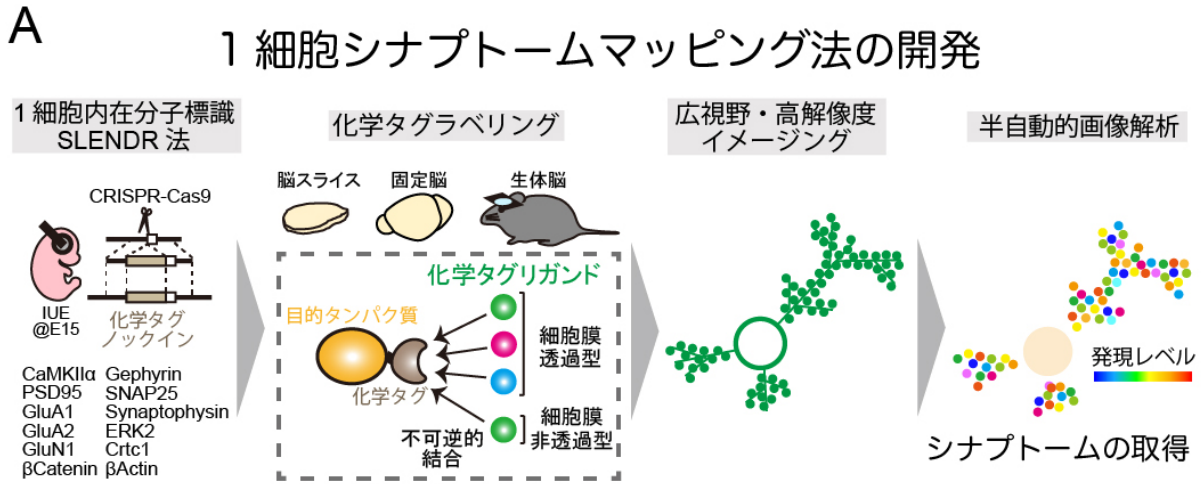 A
1細胞シナプトームマッピング法の開発
1細胞内在分子標識
SLENDR法
CRISPR-Cas9
IUE
@E15
化学タグ
ノックイン
CaMKIIα Gephyrin
PSD95 SNAP25
GluA1 Synaptophysin
GluA2 ERK2
GluN1 Crtc1
βCatenin βActin
化学タグラベリング
脳スライス 固定脳 生体脳
化学タグリガンド
目的タンパク質
細胞膜
透過型
化学タグ
細胞膜
非透過型
不可逆的
結合
広視野・高解像度
イメージング
半自動的画像解析
発現レベル
シナプトームの取得